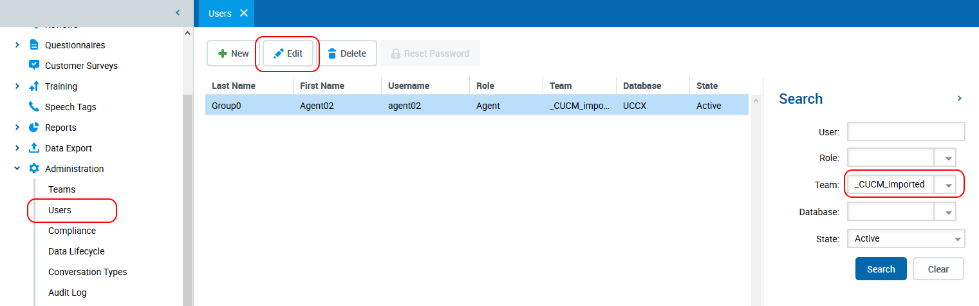 Users
Reviews
Questionnaires
Customer Surveys
Training
Speech Tags
Reports
Data Export
Administration
Teams
Users
Compliance
Data Lifecycle
Conversation Types
Audit Log
New Edit Delete Reset Password
Last Name First Name Username Role Team Database State
Group0 Agent02 agent02 Agent _CUCM_impo... UCCX Active
Search
User:
Role:
Team: _CUCM_Imported
Database:
State: Active
Search Clear